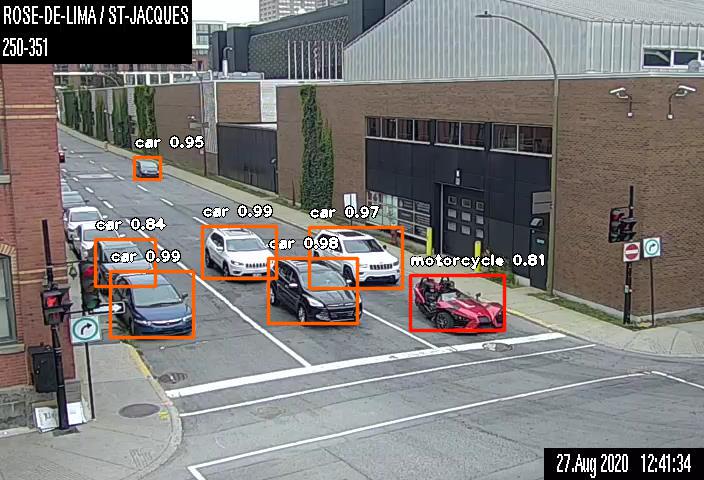 ROSE-DE-LIMA / ST-JACQUES
250-351
car 0.95
car 0.84
car 0.99
car 0.97
car 0.98
car 0.99
motorcycle 0.81
27.Aug 2020 12:41:34